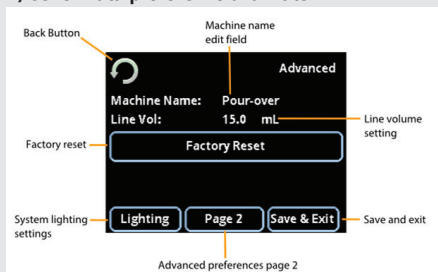 Back Button
Machine name
edit field
Advanced
Machine Name: Pour-over
Line Vol: 15.0 mL
Line volume
setting
Factory reset
Factory Reset
System lighting
settings
Lighting
Page 2
Save & Exit
Save and exit
Advanced preferences page 2